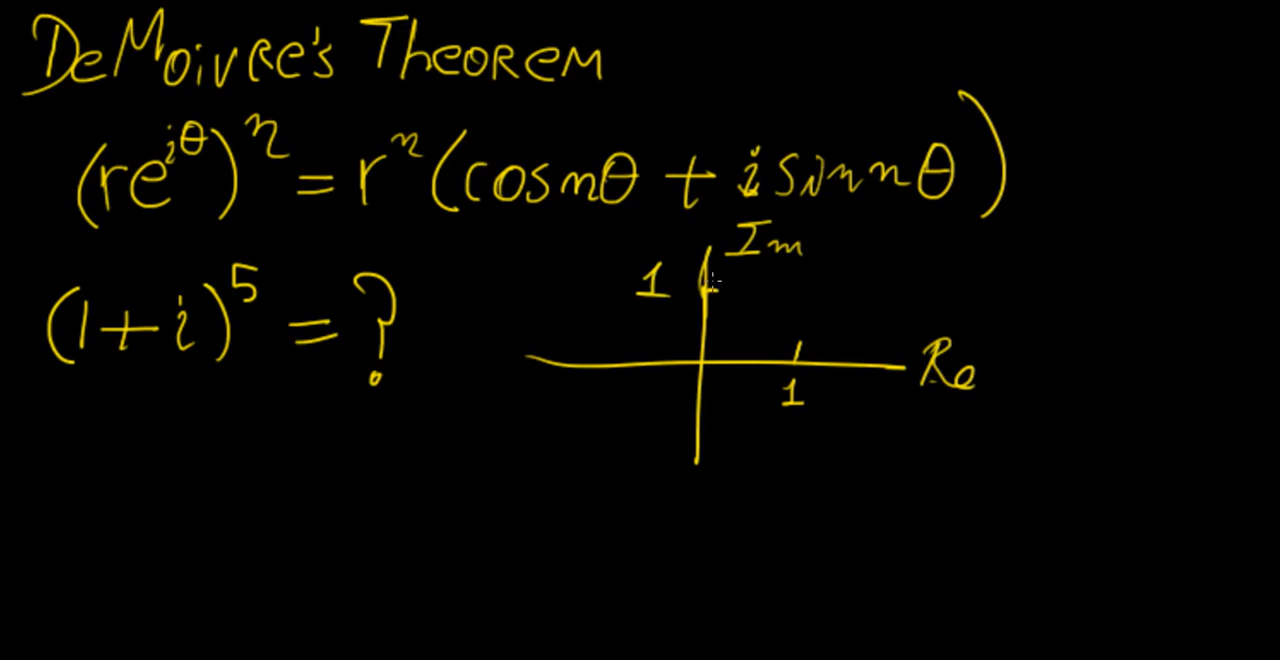 DeMoivre's Theorem
(re^{iθ})^n = r^n (cos nθ + i sin nθ)
Im
(1+i)^5 = ?
1
Re
1